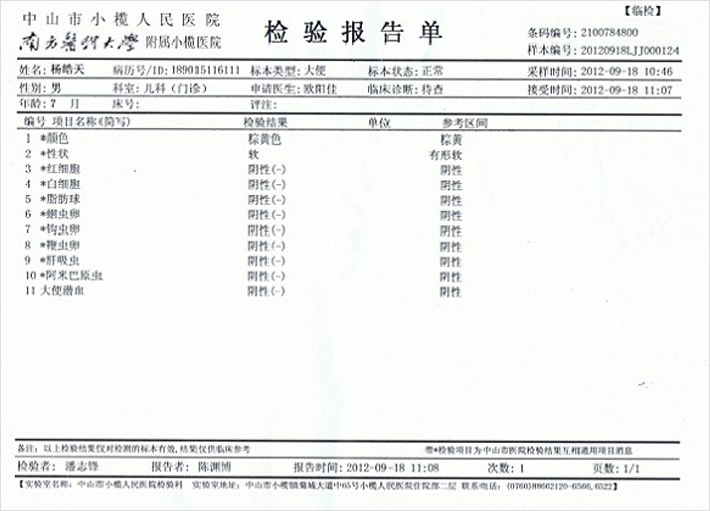 中山市小榄人民医院
南方医科大学 附属小榄医院
检验报告单
【临检】
条码编号: 2100784800
样本编号: 20120918LJJ000124
姓名: 杨皓天 病历号/ID: 189015116111 标本类型: 大便 标本状态: 正常 采样时间: 2012-09-18 10:46
性别: 男 科室: 儿科(门诊) 申请医生: 欧阳佳 临床诊断: 待查 接受时间: 2012-09-18 11:07
年龄: 7 月 床号: 评注:
编号 项目名称(简写) 检验结果 单位 参考区间
1 *颜色 棕黄色 棕黄
2 *性状 软 有形软
3 *红细胞 阴性(-) 阴性
4 *白细胞 阴性(-) 阴性
5 *脂肪球 阴性(-) 阴性
6 *蛔虫卵 阴性(-) 阴性
7 *钩虫卵 阴性(-) 阴性
8 *鞭虫卵 阴性(-) 阴性
9 *肝吸虫 阴性(-) 阴性
10 *阿米巴原虫 阴性(-) 阴性
11 大便潜血 阴性(-) 阴性
备注: 以上检验结果仅对检测的标本有效,结果仅供临床参考 带*检验项目为中山市医院检验结果互相通用项目消息
检验者: 潘志锋 报告者: 陈渊博 报告时间: 2012-09-18 11:08 次数: 1 页数: 1/1
【实验室名称: 中山市小榄人民医院检验科 实验室地址: 中山市小榄镇菊城大道中65号小榄人民医院住院部二层 联系电话: (0760)88662120-6566,6522】